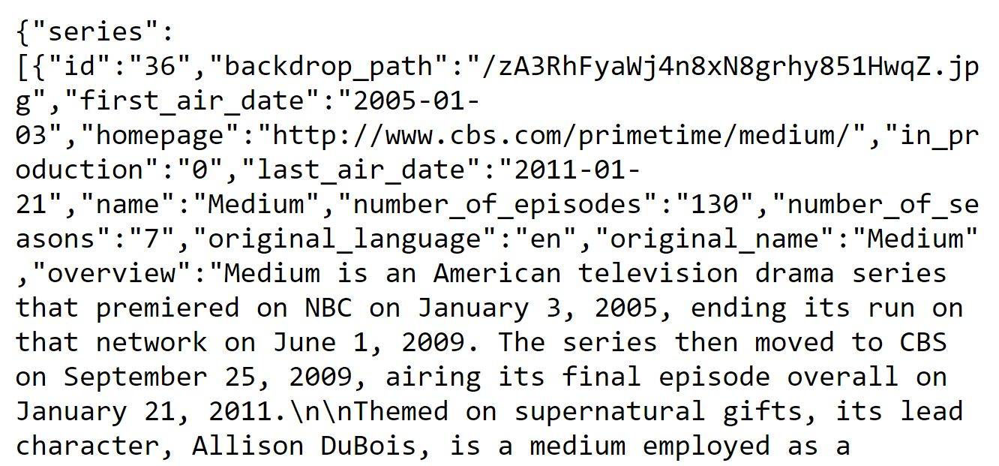 {"series":
[{"id":"36","backdrop_path":"/zA3RhFyaWj4n8xN8grhy851HwqZ.jp
g","first_air_date":"2005-01-
03","homepage":"http://www.cbs.com/primetime/medium/","in_pr
oduction":"0","last_air_date":"2011-01-
21","name":"Medium","number_of_episodes":"130","number_of_se
asons":"7","original_language":"en","original_name":"Medium"
,"overview":"Medium is an American television drama series
that premiered on NBC on January 3, 2005, ending its run on
that network on June 1, 2009. The series then moved to CBS
on September 25, 2009, airing its final episode overall on
January 21, 2011.\n\nThemed on supernatural gifts, its lead
character, Allison DuBois, is a medium employed as a